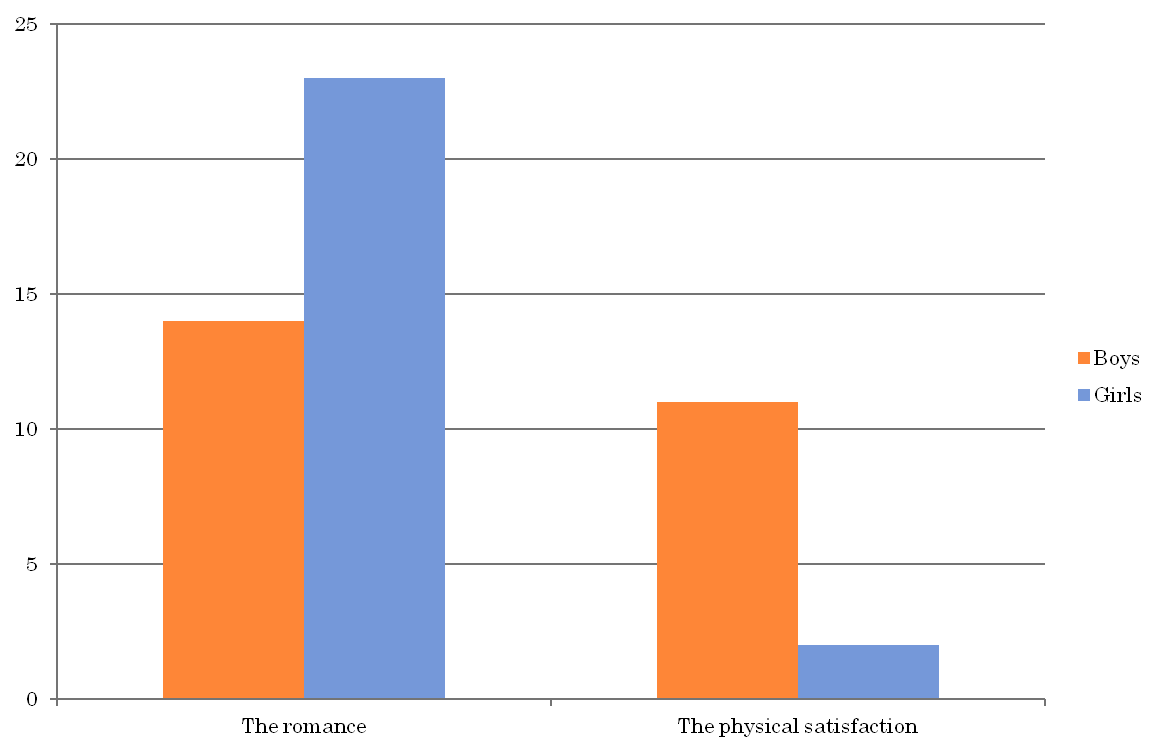 25
20
15
10
5
0
The romance
The physical satisfaction
Boys
Girls